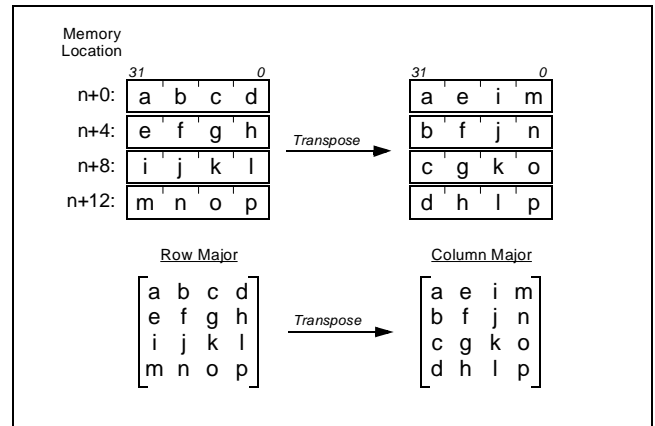 Memory
Location
31 0 31 0
n+0: a b c d a e i m
n+4: e f g h Transpose b f j n
n+8: i j k l c g k o
n+12: m n o p d h l p
Row Major Column Major
a b c d a e i m
e f g h Transpose b f j n
i j k l c g k o
m n o p d h l p